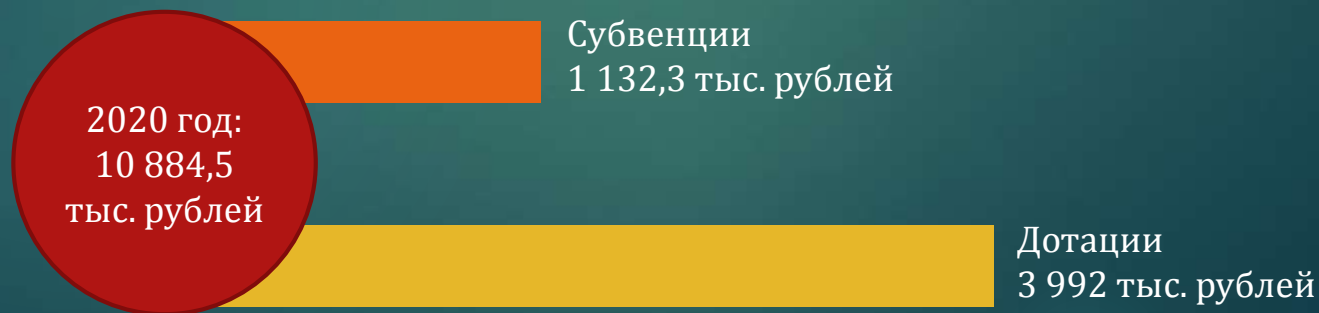 Субвенции
1 132,3 тыс. рублей
2020 год:
10 884,5
тыс. рублей
Дотации
3 992 тыс. рублей